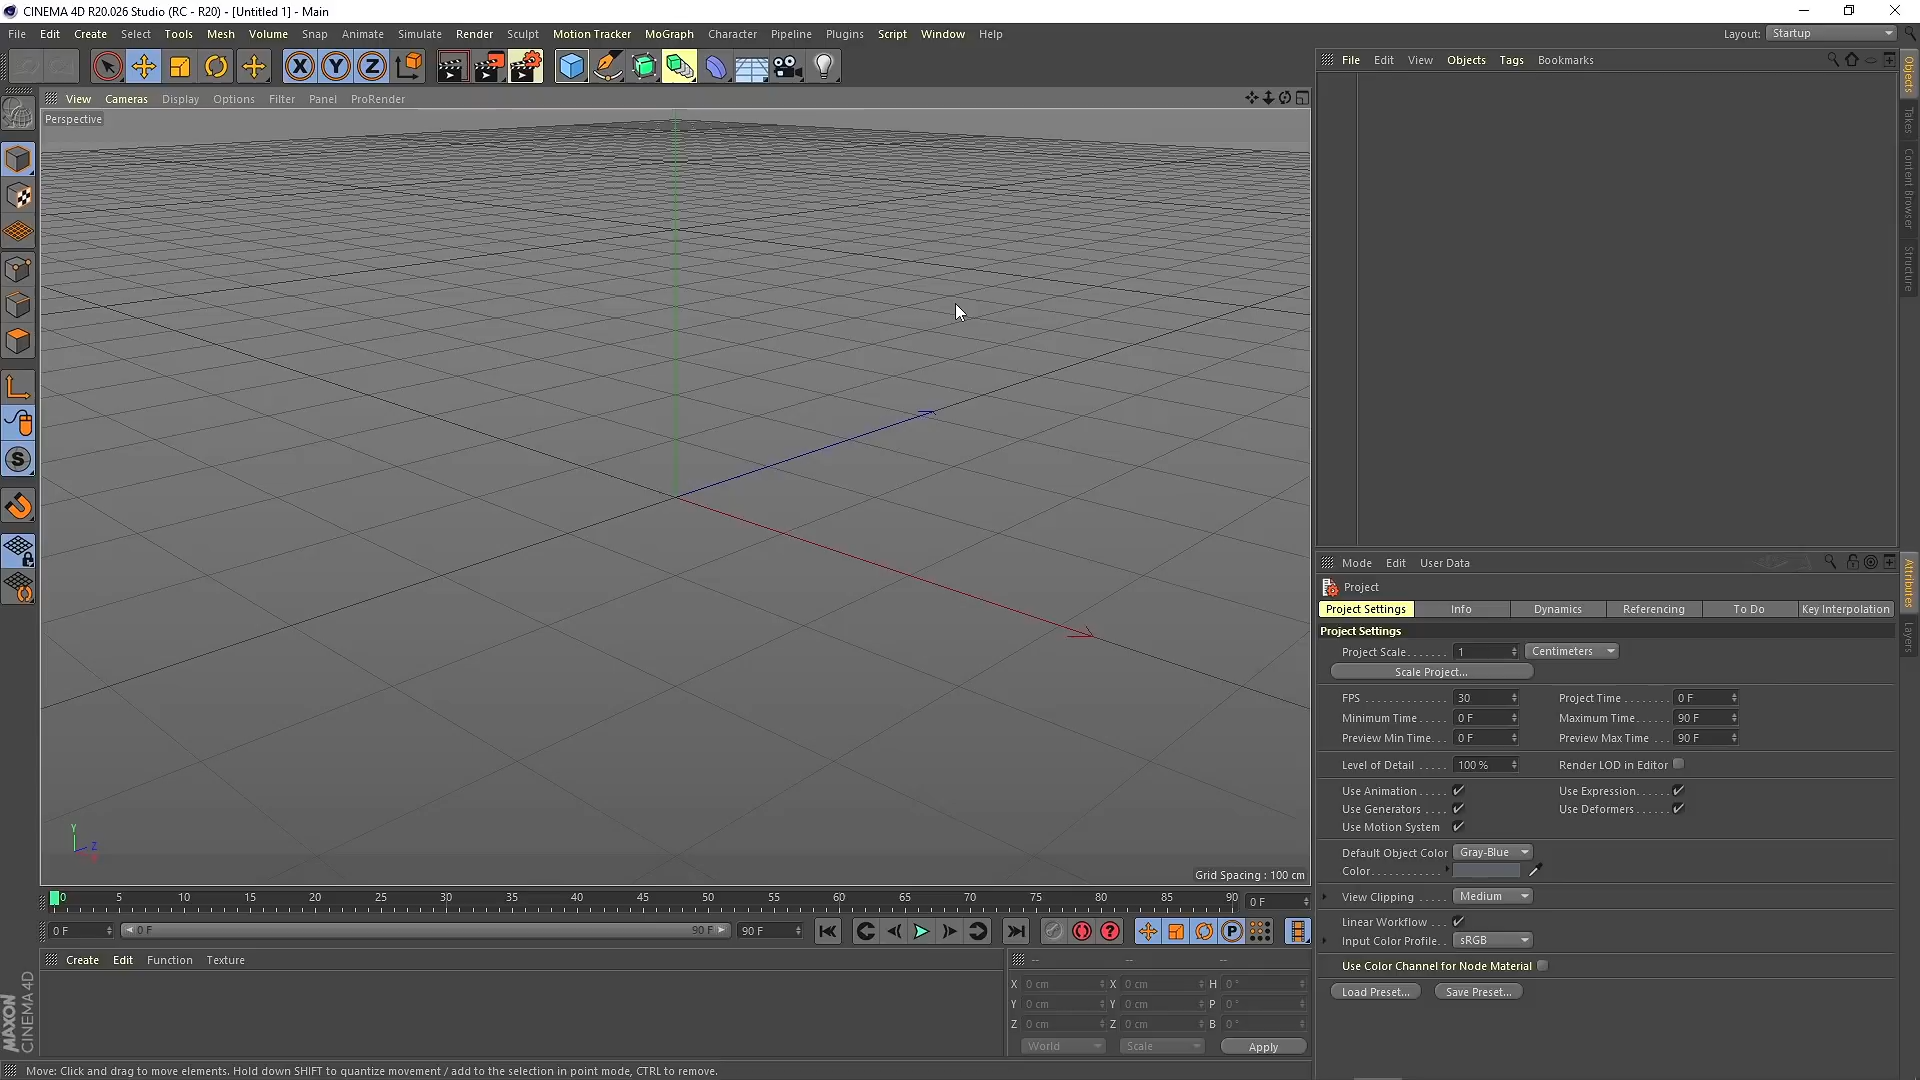 CINEMA 4D R20.026 Studio (RC - R20) - [Untitled 1] - Main
File Edit Create Select Tools Mesh Volume Snap Animate Simulate Render Sculpt Motion Tracker MoGraph Character Pipeline Plugins Script Window Help
Layout: Startup
X Y Z
File Edit View Objects Tags Bookmarks
View Cameras Display Options Filter Panel ProRender
Perspective
Objects
Takes
Content Browser
Structure
Mode Edit User Data
Project
Project Settings Info Dynamics Referencing To Do Key Interpolation
Project Settings
Project Scale....... 1 Centimeters
Scale Project...
FPS .............. 30 Project Time ........ 0 F
Minimum Time..... 0 F Maximum Time...... 90 F
Preview Min Time... 0 F Preview Max Time ... 90 F
Level of Detail ..... 100 % Render LOD in Editor
Use Animation..... Use Expression......
Use Generators .... Use Deformers......
Use Motion System
Default Object Color Gray-Blue
Color............
View Clipping ...... Medium
Linear Workflow...
Input Color Profile.. sRGB
Use Color Channel for Node Material
Load Preset... Save Preset...
Attributes
Layers
Y Z X
Grid Spacing : 100 cm
0 5 10 15 20 25 30 35 40 45 50 55 60 65 70 75 80 85 90 0 F
0 F 0 F 90 F 90 F
Create Edit Function Texture
-- -- --
X 0 cm X 0 cm H 0 °
Y 0 cm Y 0 cm P 0 °
Z 0 cm Z 0 cm B 0 °
World Scale Apply
MAXON
CINEMA 4D
Move: Click and drag to move elements. Hold down SHIFT to quantize movement / add to the selection in point mode, CTRL to remove.